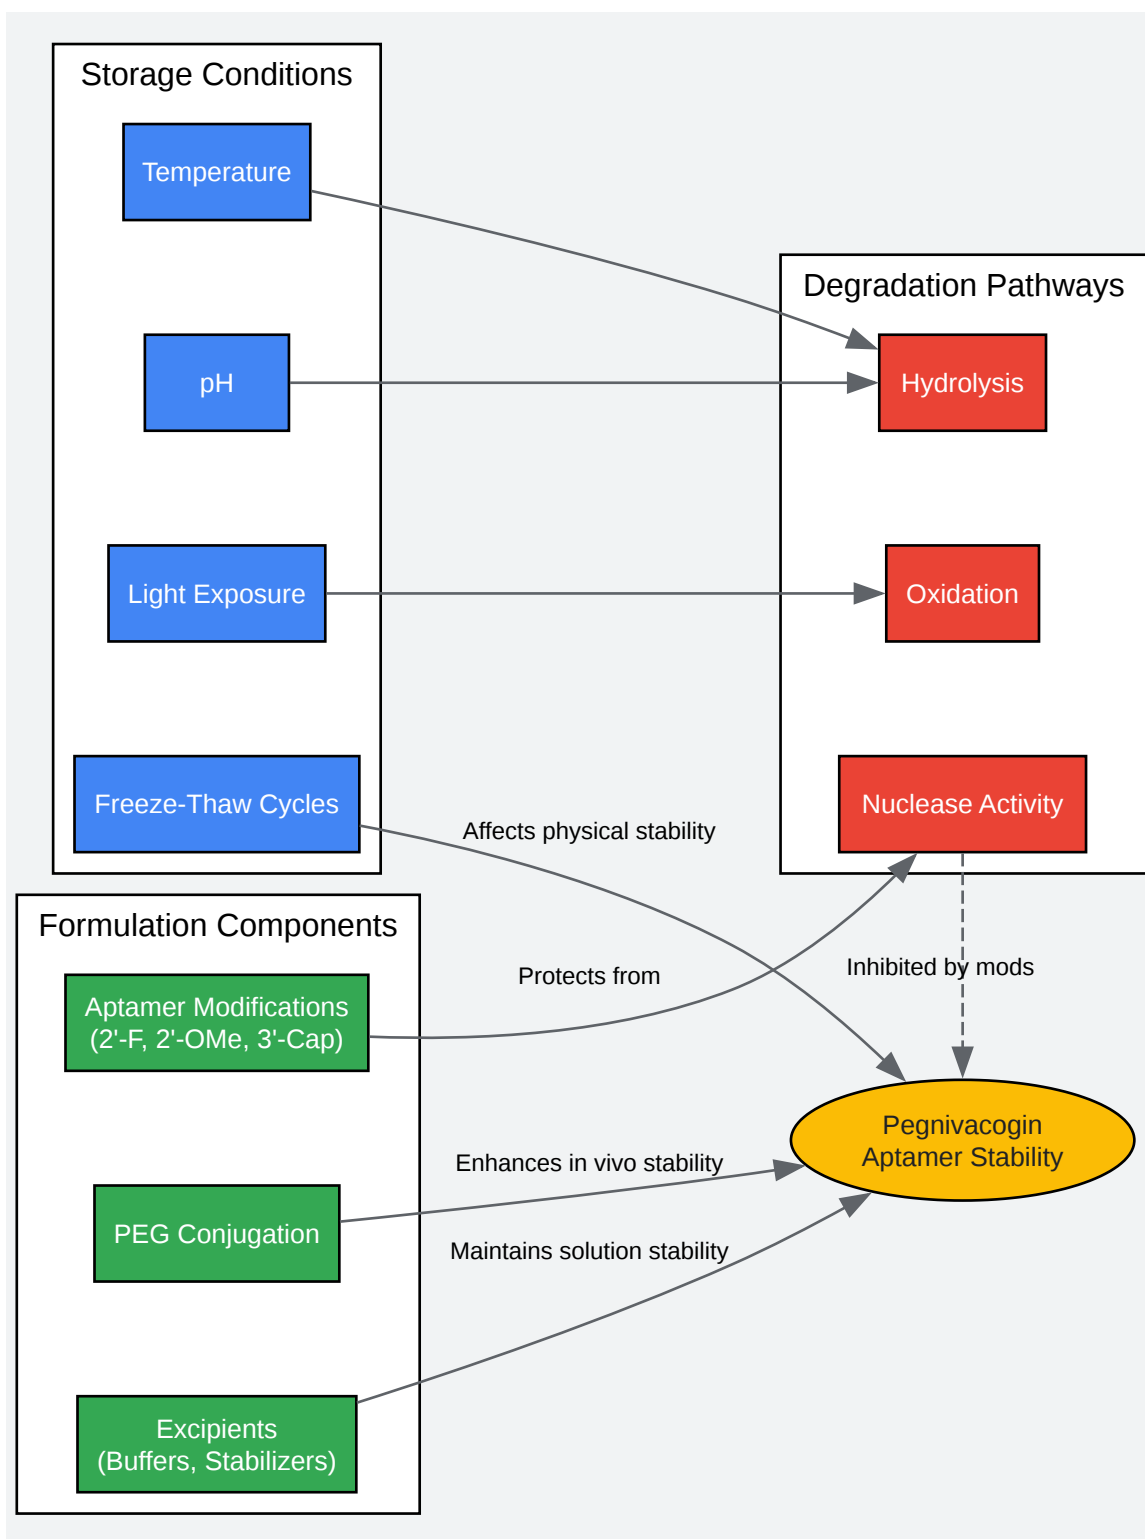 Storage Conditions
Temperature
pH
Light Exposure
Freeze-Thaw Cycles
Degradation Pathways
Hydrolysis
Oxidation
Nuclease Activity
Affects physical stability
Protects from
Inhibited by mods
Formulation Components
Aptamer Modifications
(2'-F, 2'-OMe, 3'-Cap)
PEG Conjugation
Excipients
(Buffers, Stabilizers)
Enhances in vivo stability
Maintains solution stability
Pegnivacogin
Aptamer Stability